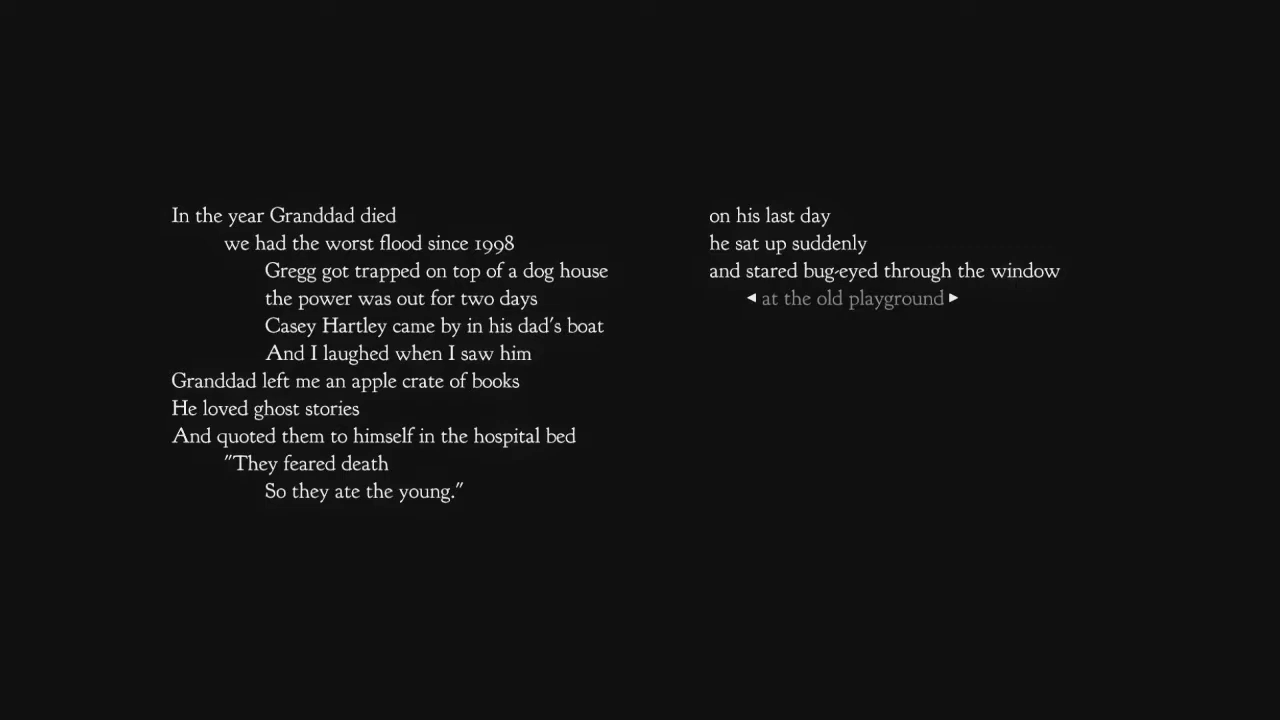 In the year Granddad died
we had the worst flood since 1998
Gregg got trapped on top of a dog house
the power was out for two days
Casey Hartley came by in his dad's boat
And I laughed when I saw him
Granddad left me an apple crate of books
He loved ghost stories
And quoted them to himself in the hospital bed
"They feared death
So they ate the young."
on his last day
he sat up suddenly
and stared bug-eyed through the window
◄ at the old playground ►